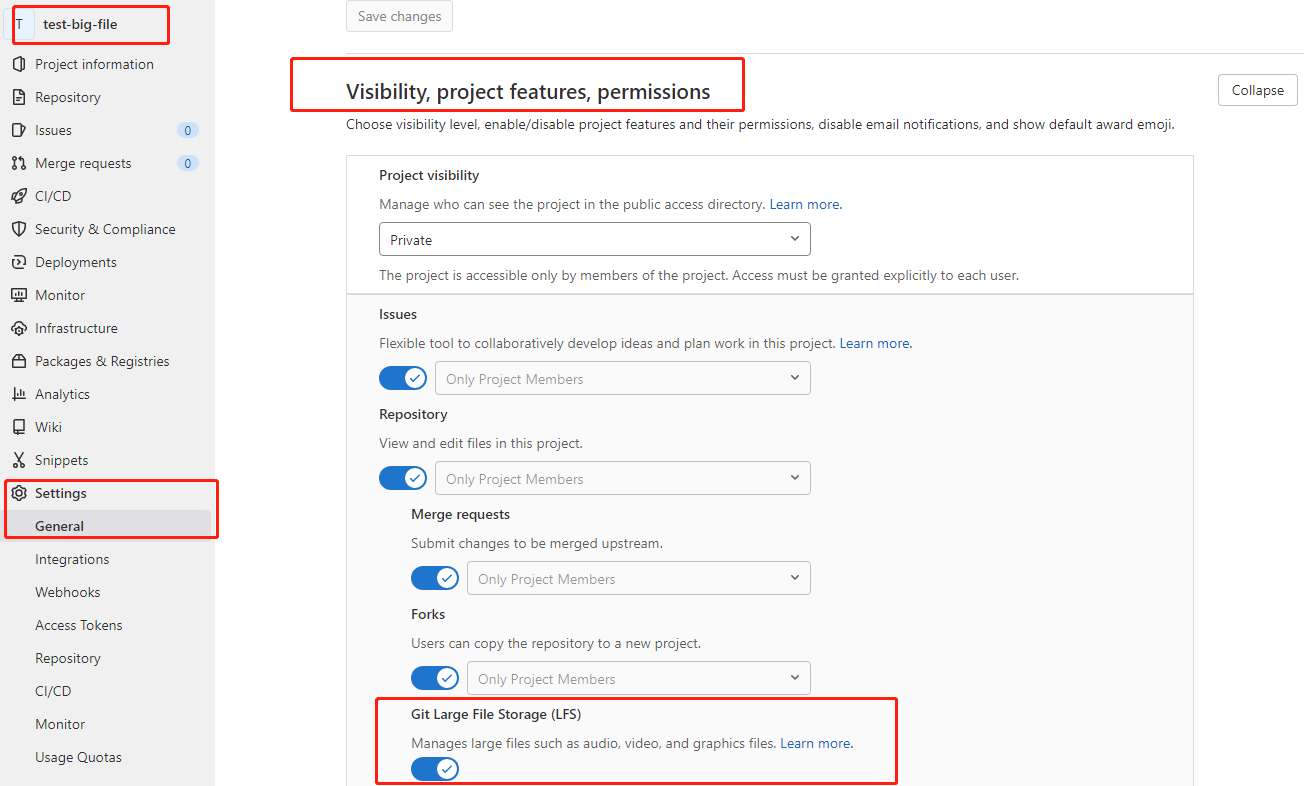 T test-big-file
Project information
Repository
Issues 0
Merge requests 0
CI/CD
Security & Compliance
Deployments
Monitor
Infrastructure
Packages & Registries
Analytics
Wiki
Snippets
Settings
General
Integrations
Webhooks
Access Tokens
Repository
CI/CD
Monitor
Usage Quotas
Save changes
Visibility, project features, permissions
Collapse
Choose visibility level, enable/disable project features and their permissions, disable email notifications, and show default award emoji.
Project visibility
Manage who can see the project in the public access directory. Learn more.
Private
The project is accessible only by members of the project. Access must be granted explicitly to each user.
Issues
Flexible tool to collaboratively develop ideas and plan work in this project. Learn more.
Only Project Members
Repository
View and edit files in this project.
Only Project Members
Merge requests
Submit changes to be merged upstream.
Only Project Members
Forks
Users can copy the repository to a new project.
Only Project Members
Git Large File Storage (LFS)
Manages large files such as audio, video, and graphics files. Learn more.